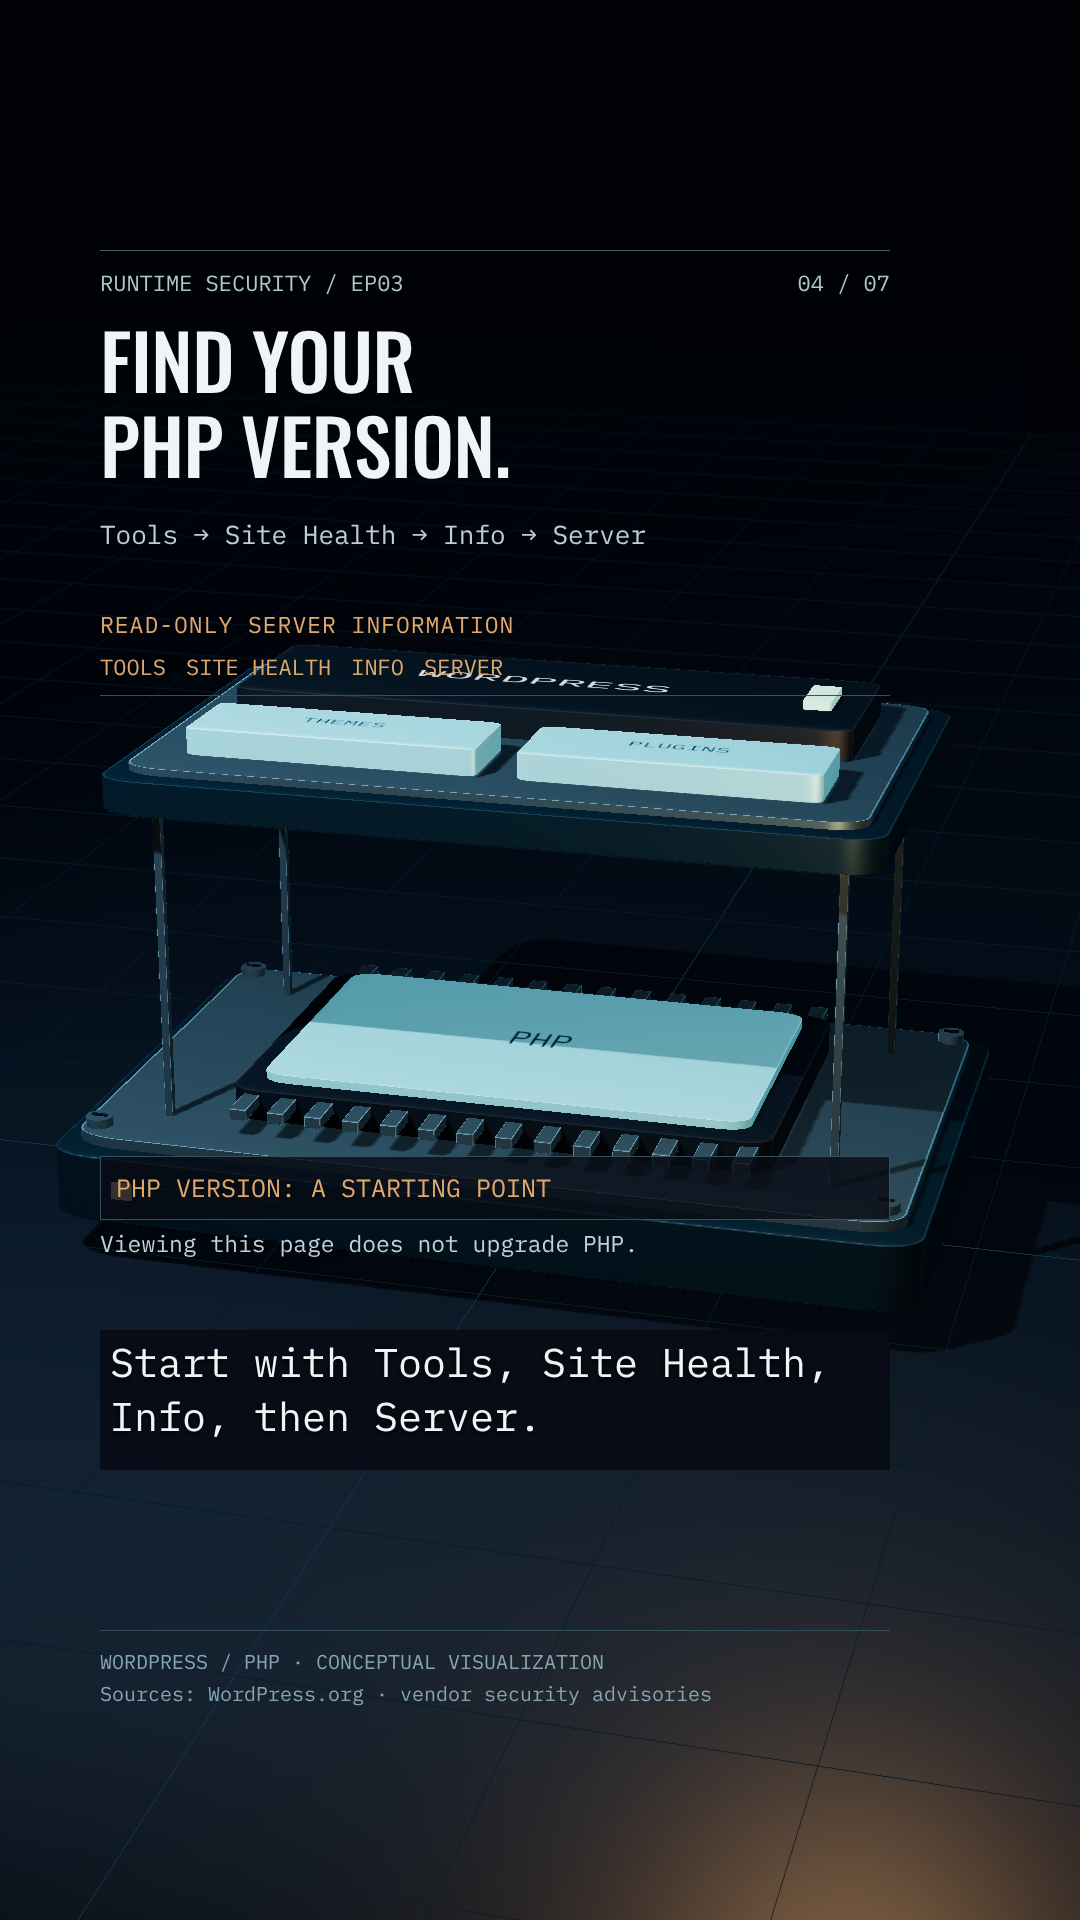 RUNTIME SECURITY / EP03
04 / 07
FIND YOUR
PHP VERSION.
Tools → Site Health → Info → Server
READ-ONLY SERVER INFORMATION
TOOLS SITE HEALTH INFO SERVER
WORDPRESS
THEMES
PLUGINS
PHP
PHP VERSION: A STARTING POINT
Viewing this page does not upgrade PHP.
Start with Tools, Site Health,
Info, then Server.
WORDPRESS / PHP · CONCEPTUAL VISUALIZATION
Sources: WordPress.org · vendor security advisories